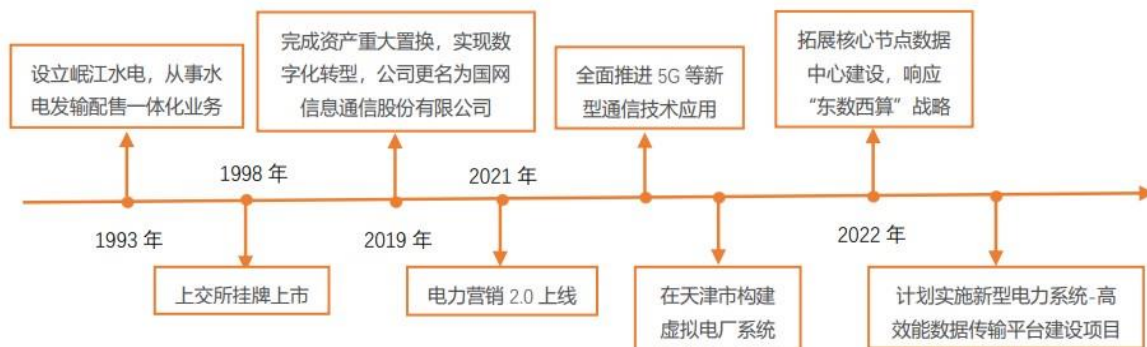 设立岷江水电，从事水
电发输配售一体化业务
完成资产重大置换，实现数
字化转型，公司更名为国网
信息通信股份有限公司
全面推进 5G 等新
型通信技术应用
拓展核心节点数据
中心建设，响应
“东数西算”战略
1998 年
2021 年
1993 年
2019 年
2022 年
上交所挂牌上市
电力营销 2.0 上线
在天津市构建
虚拟电厂系统
计划实施新型电力系统-高
效能数据传输平台建设项目